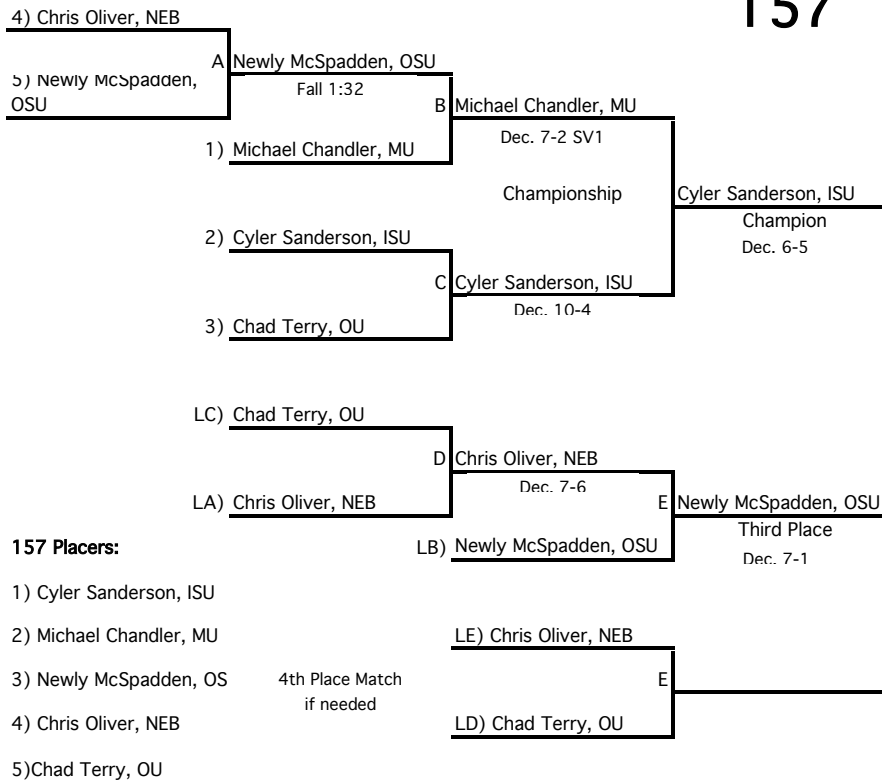 157
4) Chris Oliver, NEB
A Newly McSpadden, OSU
5) Newly McSpadden,
OSU
Fall 1:32
B Michael Chandler, MU
Dec. 7-2 SV1
1) Michael Chandler, MU
Championship
Cyler Sanderson, ISU
Champion
Dec. 6-5
2) Cyler Sanderson, ISU
C Cyler Sanderson, ISU
Dec. 10-4
3) Chad Terry, OU
LC) Chad Terry, OU
D Chris Oliver, NEB
Dec. 7-6
LA) Chris Oliver, NEB
E Newly McSpadden, OSU
Third Place
Dec. 7-1
LB) Newly McSpadden, OSU
157 Placers:
1) Cyler Sanderson, ISU
2) Michael Chandler, MU
3) Newly McSpadden, OS
4) Chris Oliver, NEB
5)Chad Terry, OU
4th Place Match
if needed
LE) Chris Oliver, NEB
E
LD) Chad Terry, OU